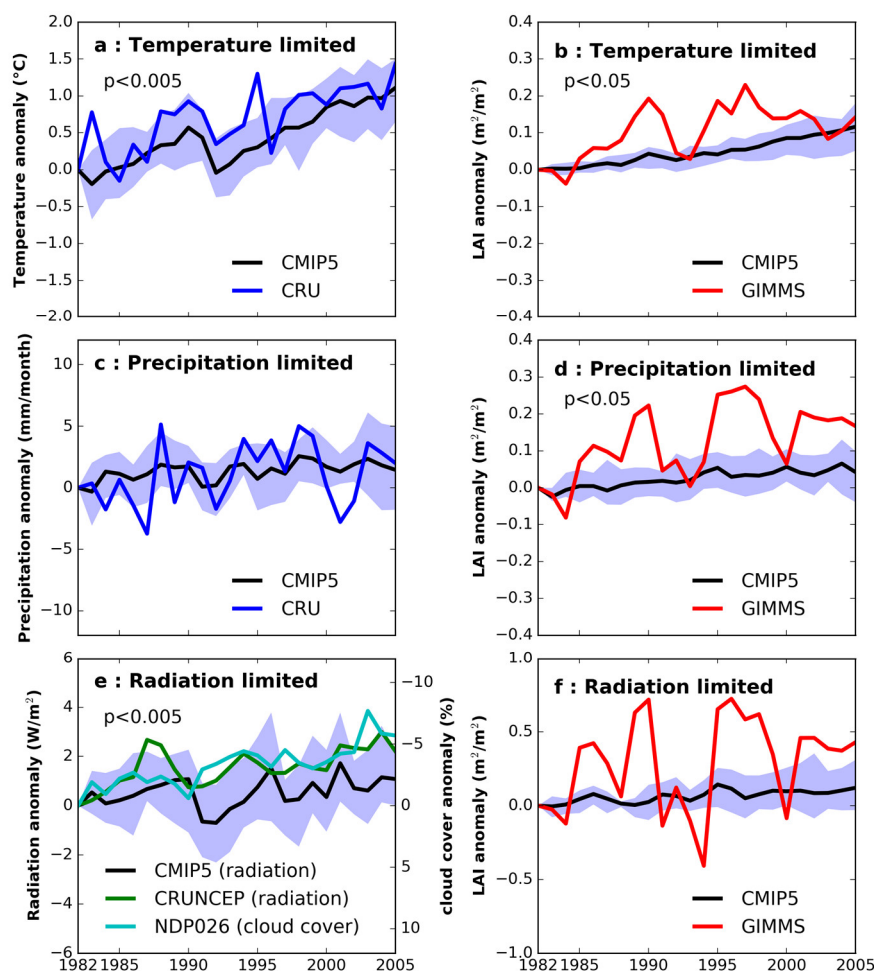 a : Temperature limited
p<0.005
Temperature anomaly (°C)
2.0
1.5
1.0
0.5
0.0
−0.5
−1.0
−1.5
−2.0
CMIP5
CRU
b : Temperature limited
p<0.05
LAI anomaly (m²/m²)
0.4
0.3
0.2
0.1
0.0
−0.1
−0.2
−0.3
−0.4
CMIP5
GIMMS
c : Precipitation limited
Precipitation anomaly (mm/month)
10
5
0
−5
−10
CMIP5
CRU
d : Precipitation limited
p<0.05
LAI anomaly (m²/m²)
0.4
0.3
0.2
0.1
0.0
−0.1
−0.2
−0.3
−0.4
CMIP5
GIMMS
e : Radiation limited
p<0.005
Radiation anomaly (W/m²)
6
4
2
0
−2
−4
−6
cloud cover anomaly (%)
−10
−5
0
5
10
CMIP5 (radiation)
CRUNCEP (radiation)
NDP026 (cloud cover)
1982 1985 1990 1995 2000 2005
f : Radiation limited
LAI anomaly (m²/m²)
1.0
0.5
0.0
−0.5
−1.0
CMIP5
GIMMS
1982 1985 1990 1995 2000 2005